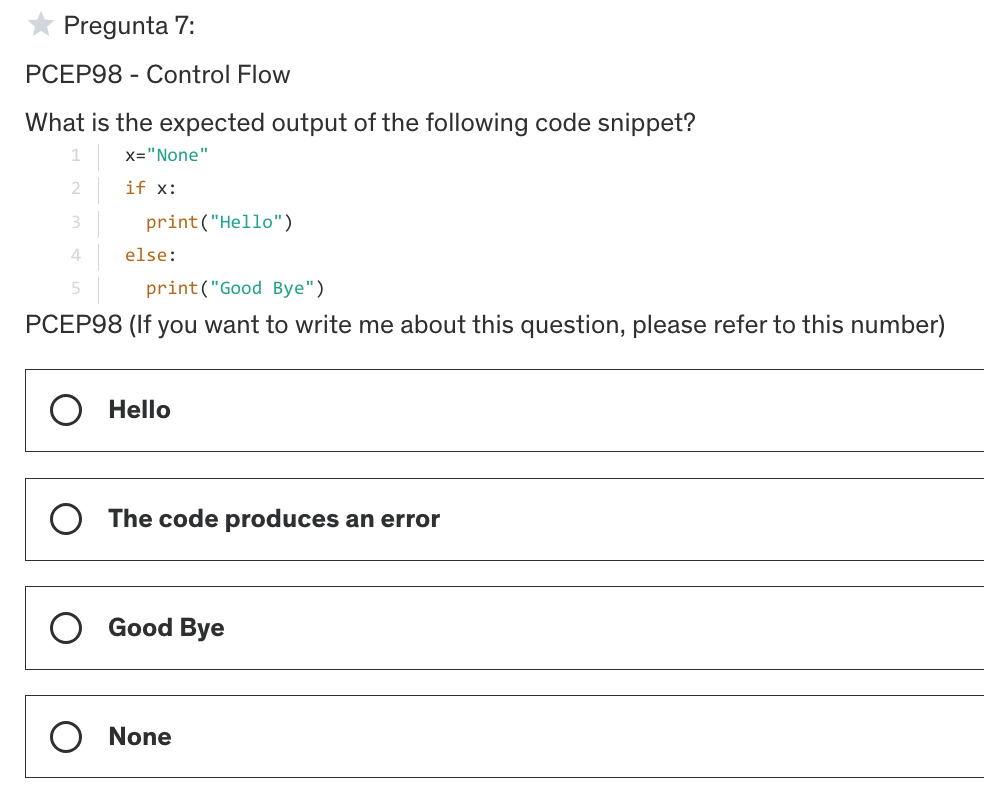 Pregunta 7:
PCEP98 - Control Flow
What is the expected output of the following code snippet?
1 x="None"
2 if x:
3   print("Hello")
4 else:
5   print("Good Bye")
PCEP98 (If you want to write me about this question, please refer to this number)
Hello
The code produces an error
Good Bye
None